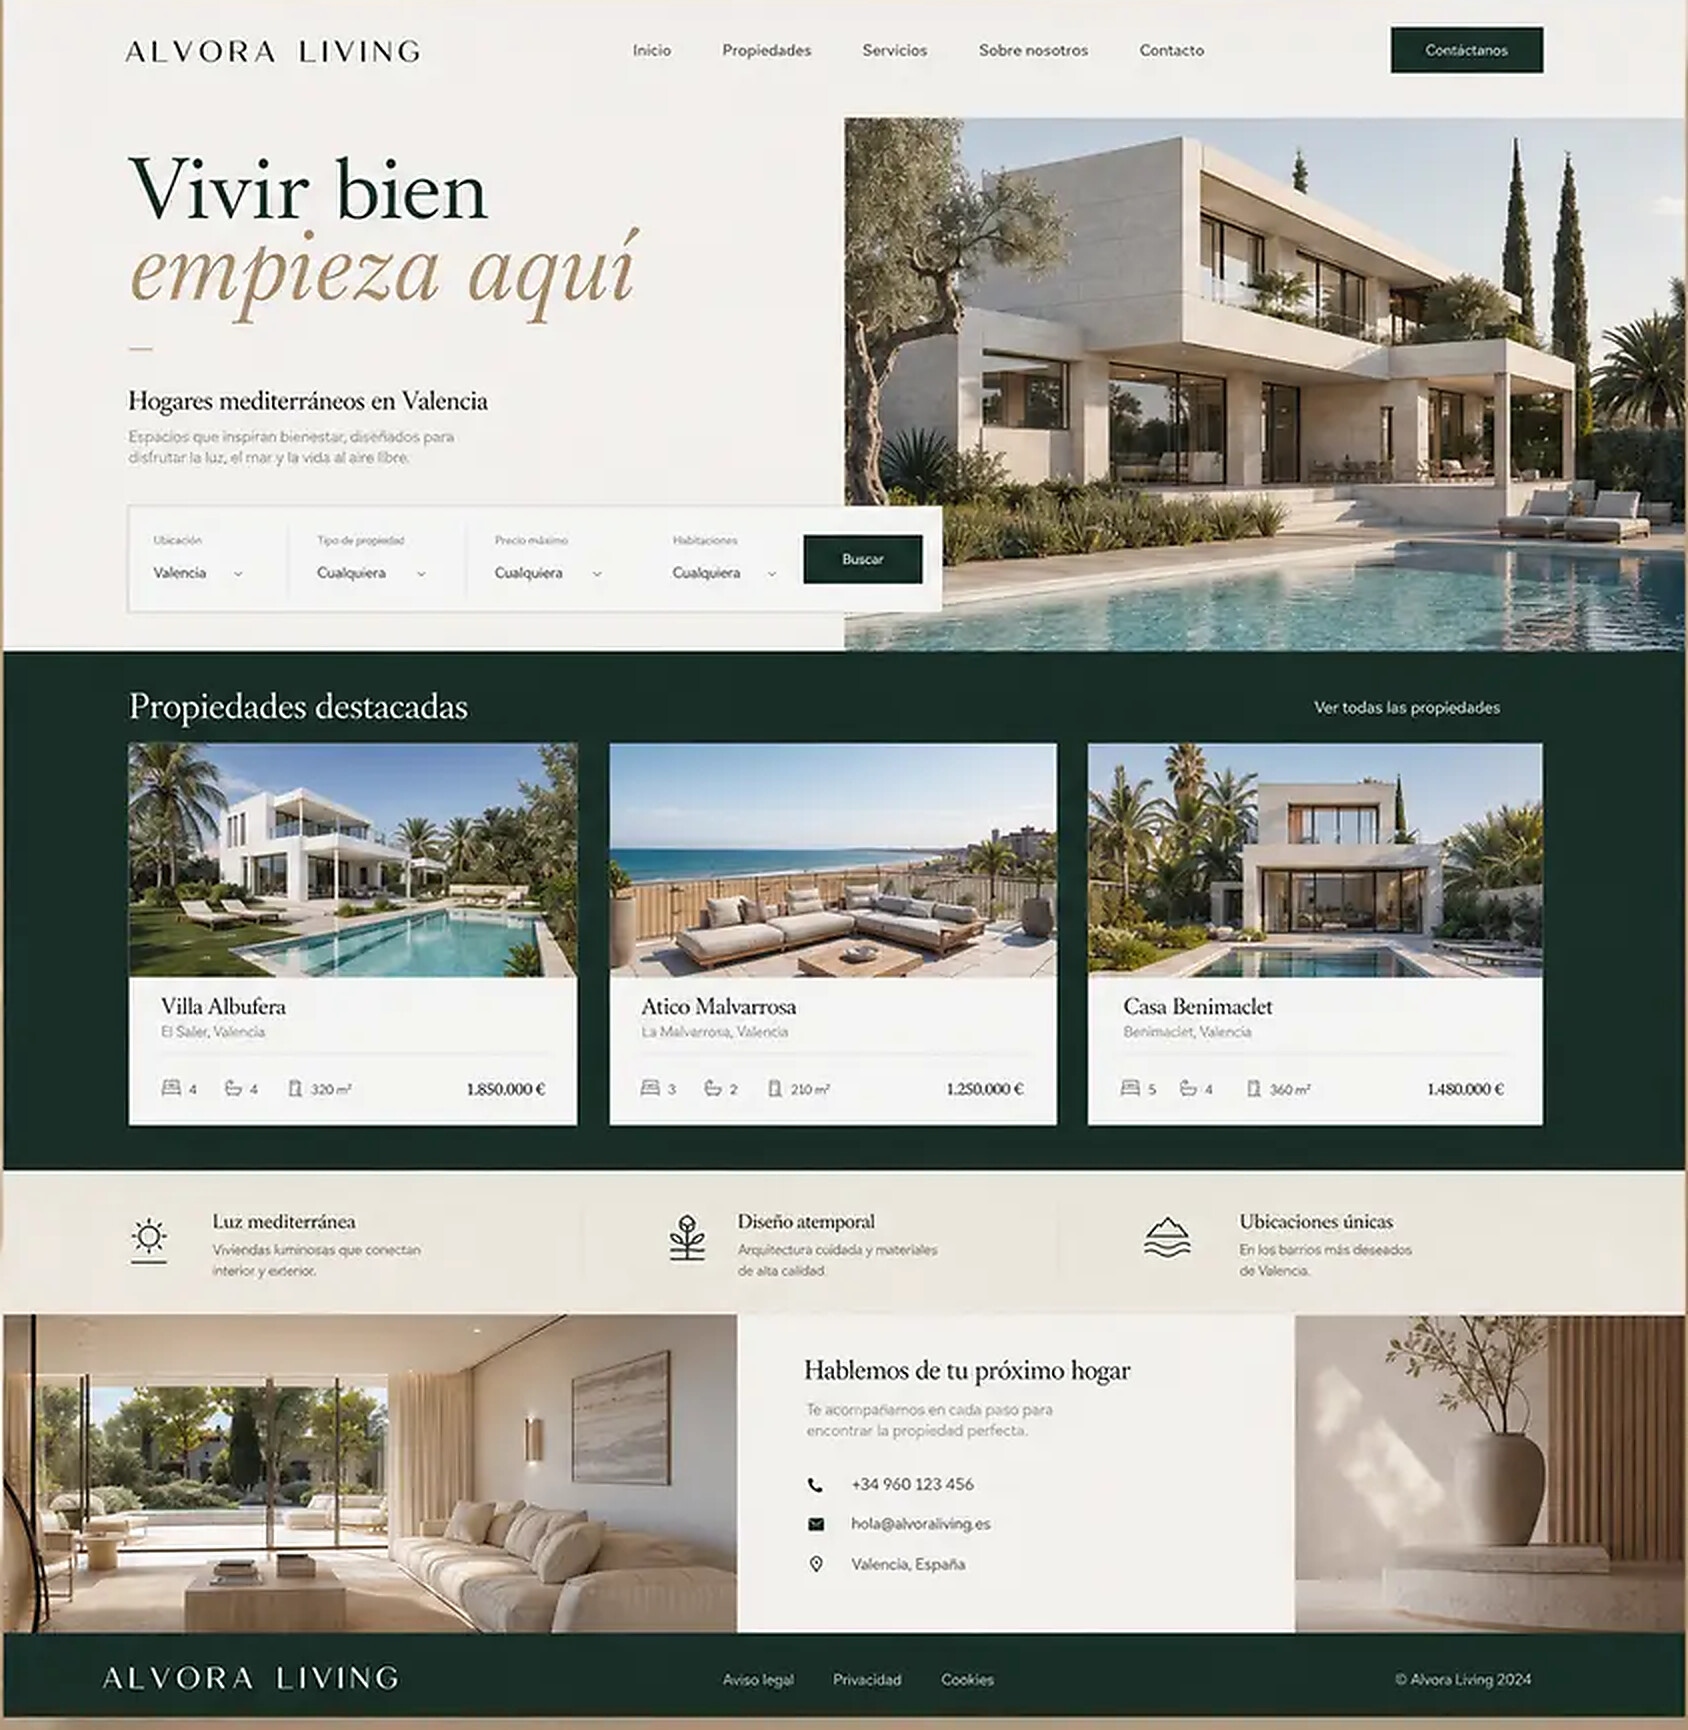 ALVORA LIVING
Inicio
Propiedades
Servicios
Sobre nosotros
Contacto
Contáctanos
Vivir bien
empieza aquí
Hogares mediterráneos en Valencia
Espacios que inspiran bienestar, diseñados para
disfrutar la luz, el mar y la vida al aire libre.
Ubicación
Valencia
Tipo de propiedad
Cualquiera
Precio máximo
Cualquiera
Habitaciones
Cualquiera
Buscar
Propiedades destacadas
Ver todas las propiedades
Villa Albufera
El Saler, Valencia
4 4 320 m² 1.850.000 €
Atico Malvarrosa
La Malvarrosa, Valencia
3 2 210 m² 1.250.000 €
Casa Benimaclet
Benimaclet, Valencia
5 4 360 m² 1.480.000 €
Luz mediterránea
Viviendas luminosas que conectan
interior y exterior.
Diseño atemporal
Arquitectura cuidada y materiales
de alta calidad.
Ubicaciones únicas
En los barrios más deseados
de Valencia.
Hablemos de tu próximo hogar
Te acompañamos en cada paso para
encontrar la propiedad perfecta.
+34 960 123 456
hola@alvoraliving.es
Valencia, España
ALVORA LIVING
Aviso legal
Privacidad
Cookies
© Alvora Living 2024